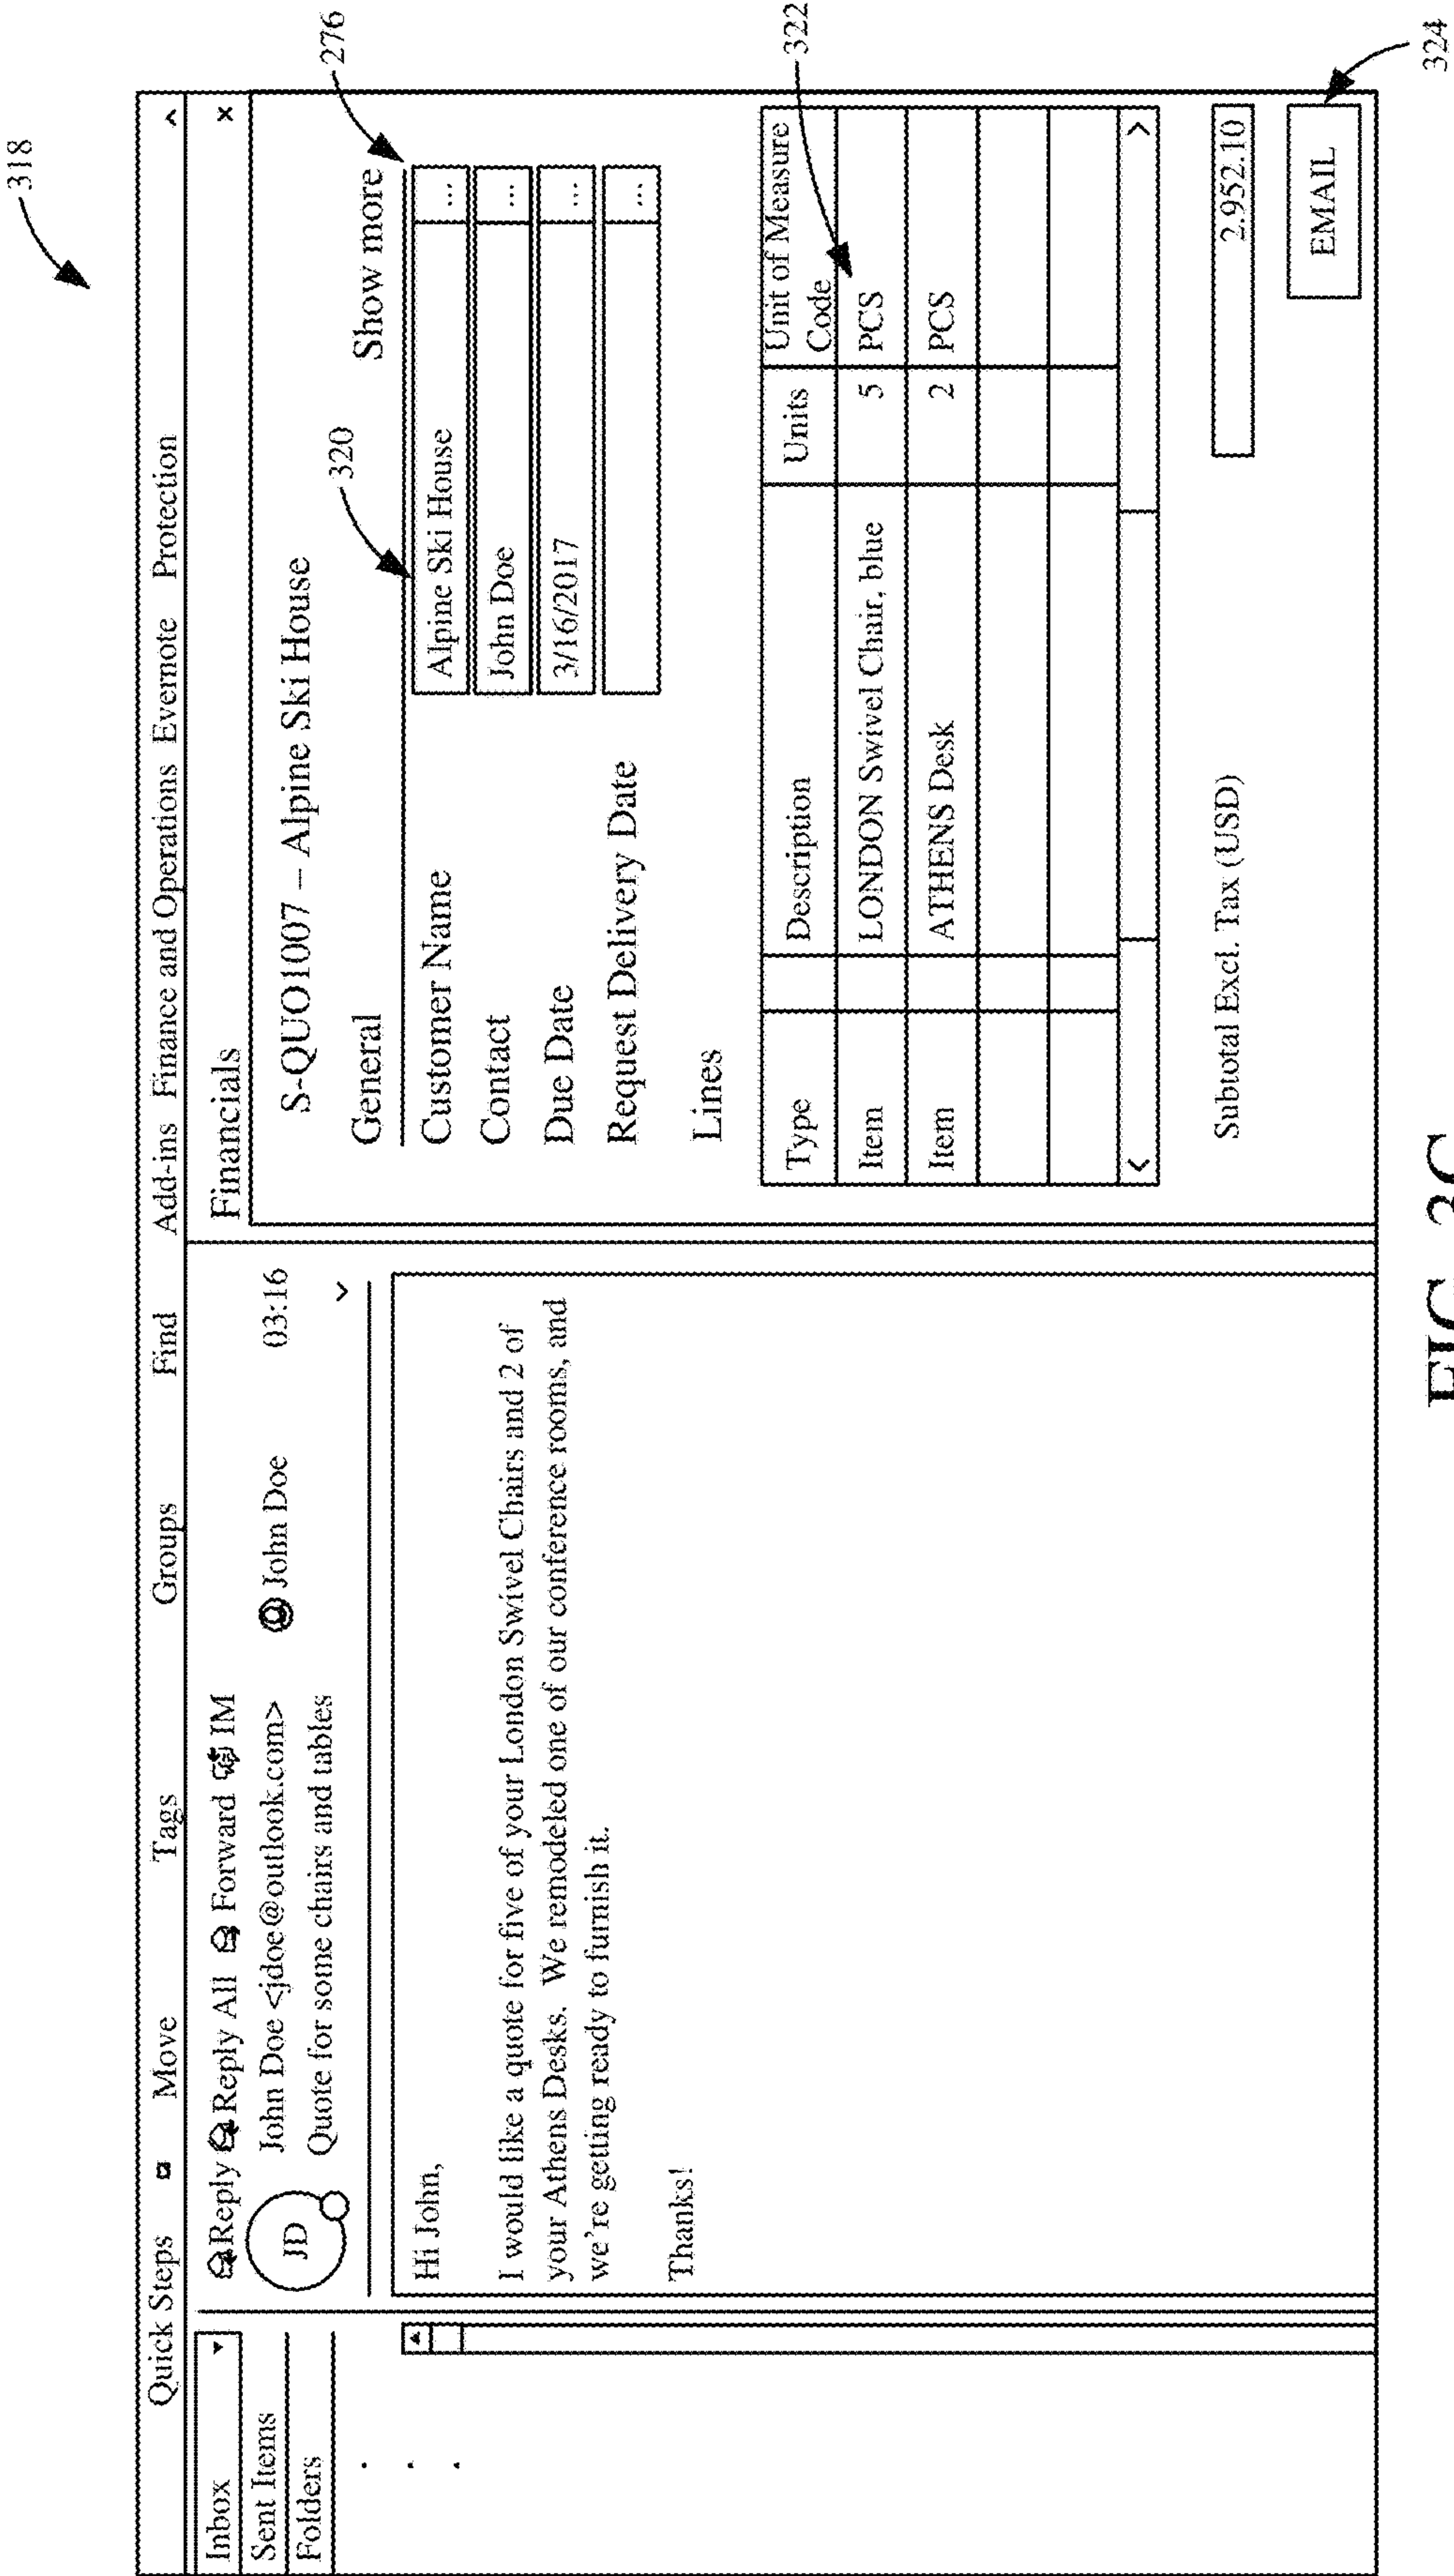 318
Quick Steps Move Tags Groups Find Add-ins Finance and Operations Evernote Protection
Inbox
Sent Items
Folders
Reply Reply All Forward IM
JD
John Doe <jdoe@outlook.com> John Doe 03:16
Quote for some chairs and tables
Hi John,
I would like a quote for five of your London Swivel Chairs and 2 of
your Athens Desks. We remodeled one of our conference rooms, and
we're getting ready to furnish it.
Thanks!
Financials x
S-QUO1007 – Alpine Ski House
General Show more
276
320
Customer Name Alpine Ski House ...
Contact John Doe ...
Due Date 3/16/2017 ...
Request Delivery Date ...
Lines
322
Type Description Units Unit of Measure
Code
Item LONDON Swivel Chair, blue 5 PCS
Item ATHENS Desk 2 PCS
Subtotal Excl. Tax (USD) 2.952.10
EMAIL
324